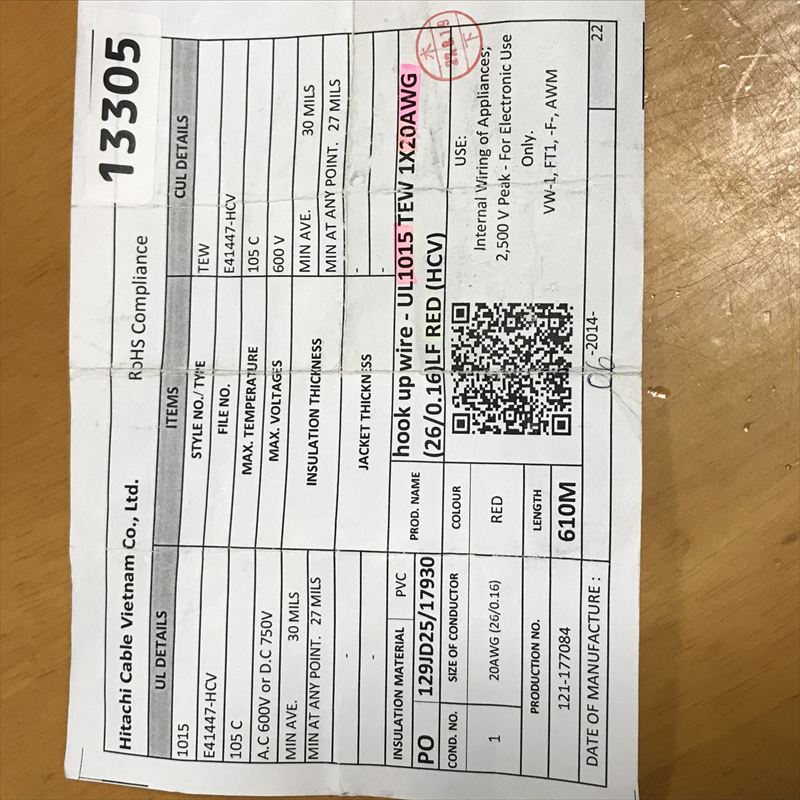 13305
Hitachi Cable Vietnam Co., Ltd. RoHS Compliance
UL DETAILS ITEMS CUL DETAILS
1015 STYLE NO./ TYPE TEW
E41447-HCV FILE NO. E41447-HCV
105 C MAX. TEMPERATURE 105 C
A.C 600V or D.C 750V MAX. VOLTAGES 600 V
MIN AVE. 30 MILS INSULATION THICKNESS MIN AVE. 30 MILS
MIN AT ANY POINT. 27 MILS MIN AT ANY POINT. 27 MILS
- JACKET THICKNESS -
- -
INSULATION MATERIAL PVC PROD. NAME hook up wire - UL1015 TEW 1X20AWG
(26/0.16)LF RED (HCV)
PO 129JD25/17930
COND. NO. SIZE OF CONDUCTOR COLOUR USE:
1 20AWG (26/0.16) RED Internal Wiring of Appliances;
2,500 V Peak - For Electronic Use
Only.
VW-1, FT1, -F-, AWM
PRODUCTION NO. LENGTH
121-177084 610M
DATE OF MANUFACTURE : 06 -2014- 22
木
下